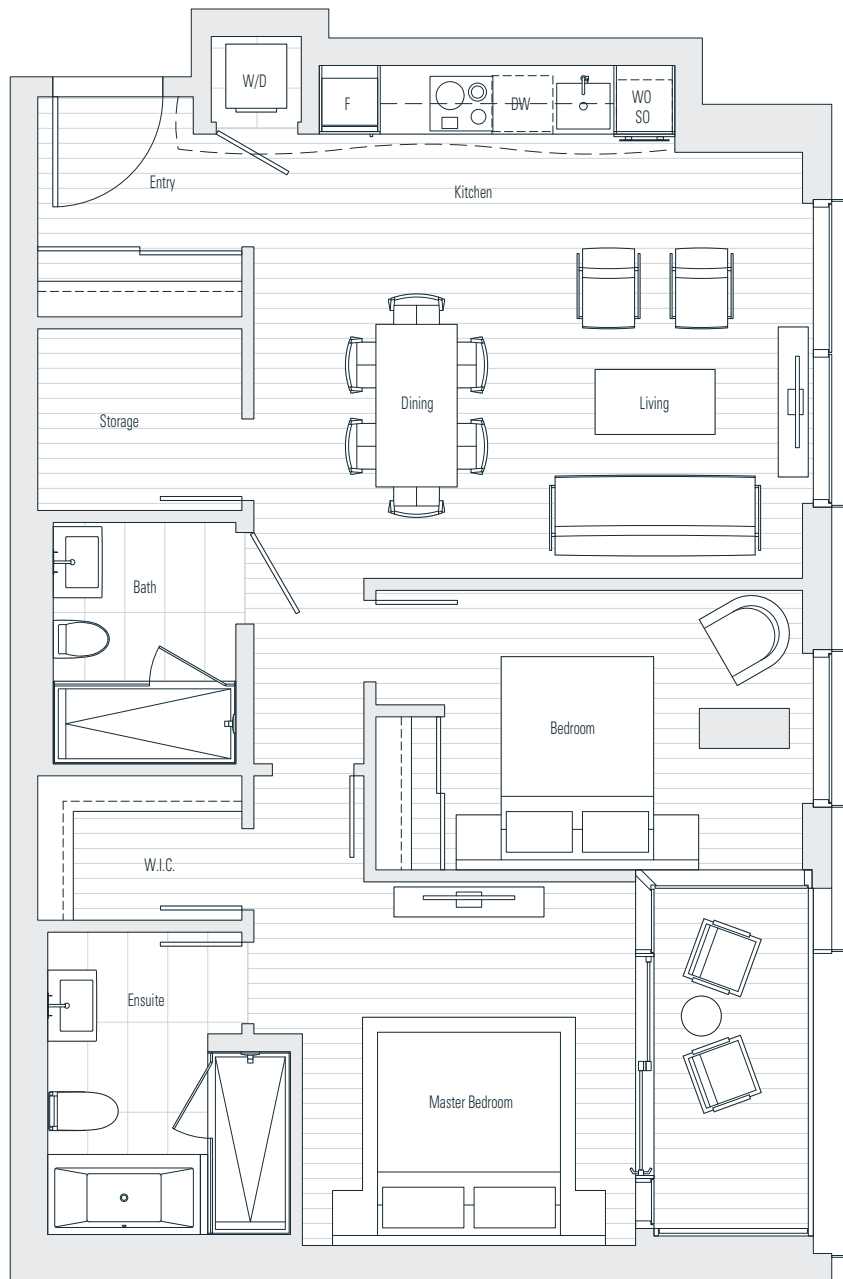 W/D
F
DW
WO
SO
Entry
Kitchen
Dining
Living
Storage
Bath
Bedroom
W.I.C.
Ensuite
Master Bedroom